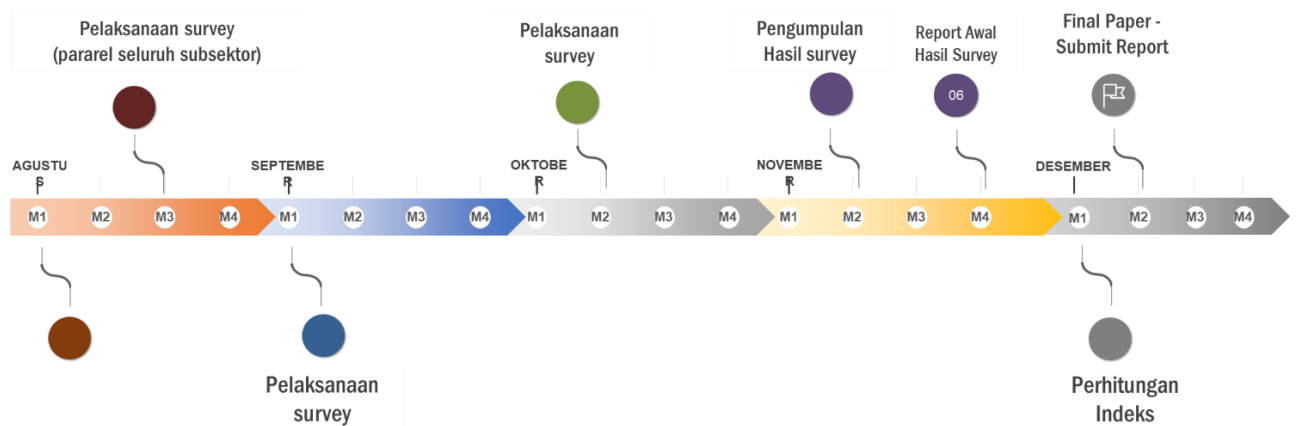 Pelaksanaan survey
(pararel seluruh subsektor)
Pelaksanaan
survey
Pengumpulan
Hasil survey
Report Awal
Hasil Survey
Final Paper -
Submit Report
06
AGUSTU
S
SEPTEMBE
R
OKTOBE
R
NOVEMBE
R
DESEMBER
M1 M2 M3 M4 M1 M2 M3 M4 M1 M2 M3 M4 M1 M2 M3 M4 M1 M2 M3 M4
Pelaksanaan
survey
Perhitungan
Indeks